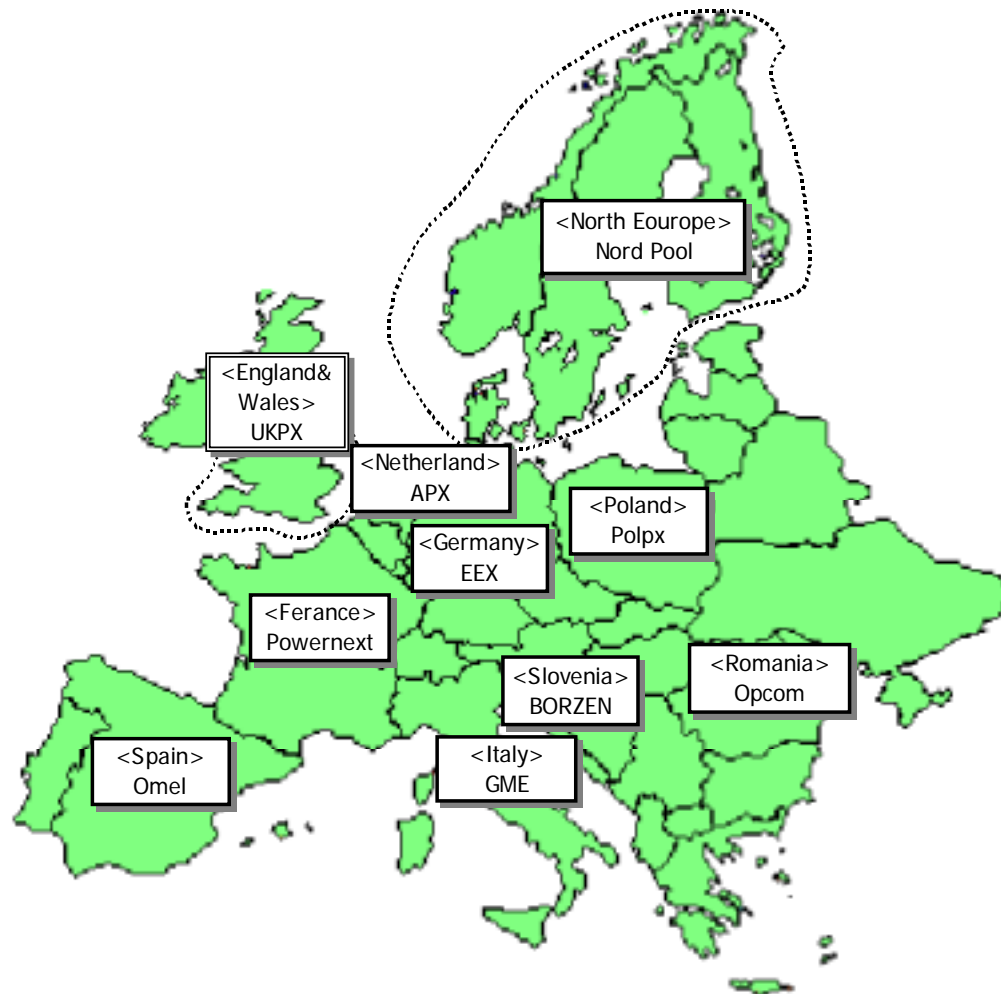 <North Eourope>
Nord Pool
<England&
Wales>
UKPX
<Netherland>
APX
<Poland>
Polpx
<Germany>
EEX
<Ferance>
Powernext
<Slovenia>
BORZEN
<Romania>
Opcom
<Spain>
Omel
<Italy>
GME